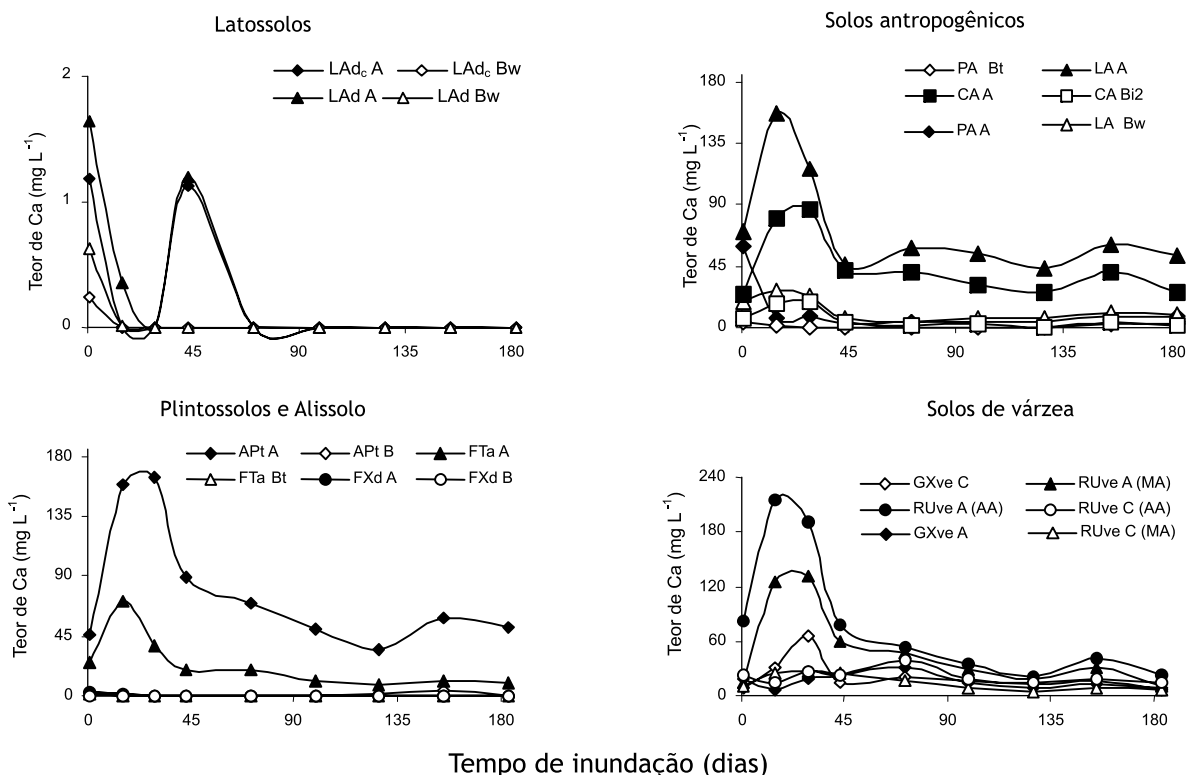 Latossolos
LAdc A
LAdc Bw
LAd A
LAd Bw
Teor de Ca (mg L-1)
2
1
0
0 45 90 135 180
Solos antropogênicos
PA Bt
LA A
CA A
CA Bi2
PA A
LA Bw
Teor de Ca (mg L-1)
180
135
90
45
0
0 45 90 135 180
Plintossolos e Alissolo
APt A
APt B
FTa A
FTa Bt
FXd A
FXd B
Teor de Ca (mg L-1)
180
135
90
45
0
0 45 90 135 180
Solos de várzea
GXve C
RUve A (MA)
RUve A (AA)
RUve C (AA)
GXve A
RUve C (MA)
Teor de Ca (mg L-1)
240
180
120
60
0
0 45 90 135 180
Tempo de inundação (dias)